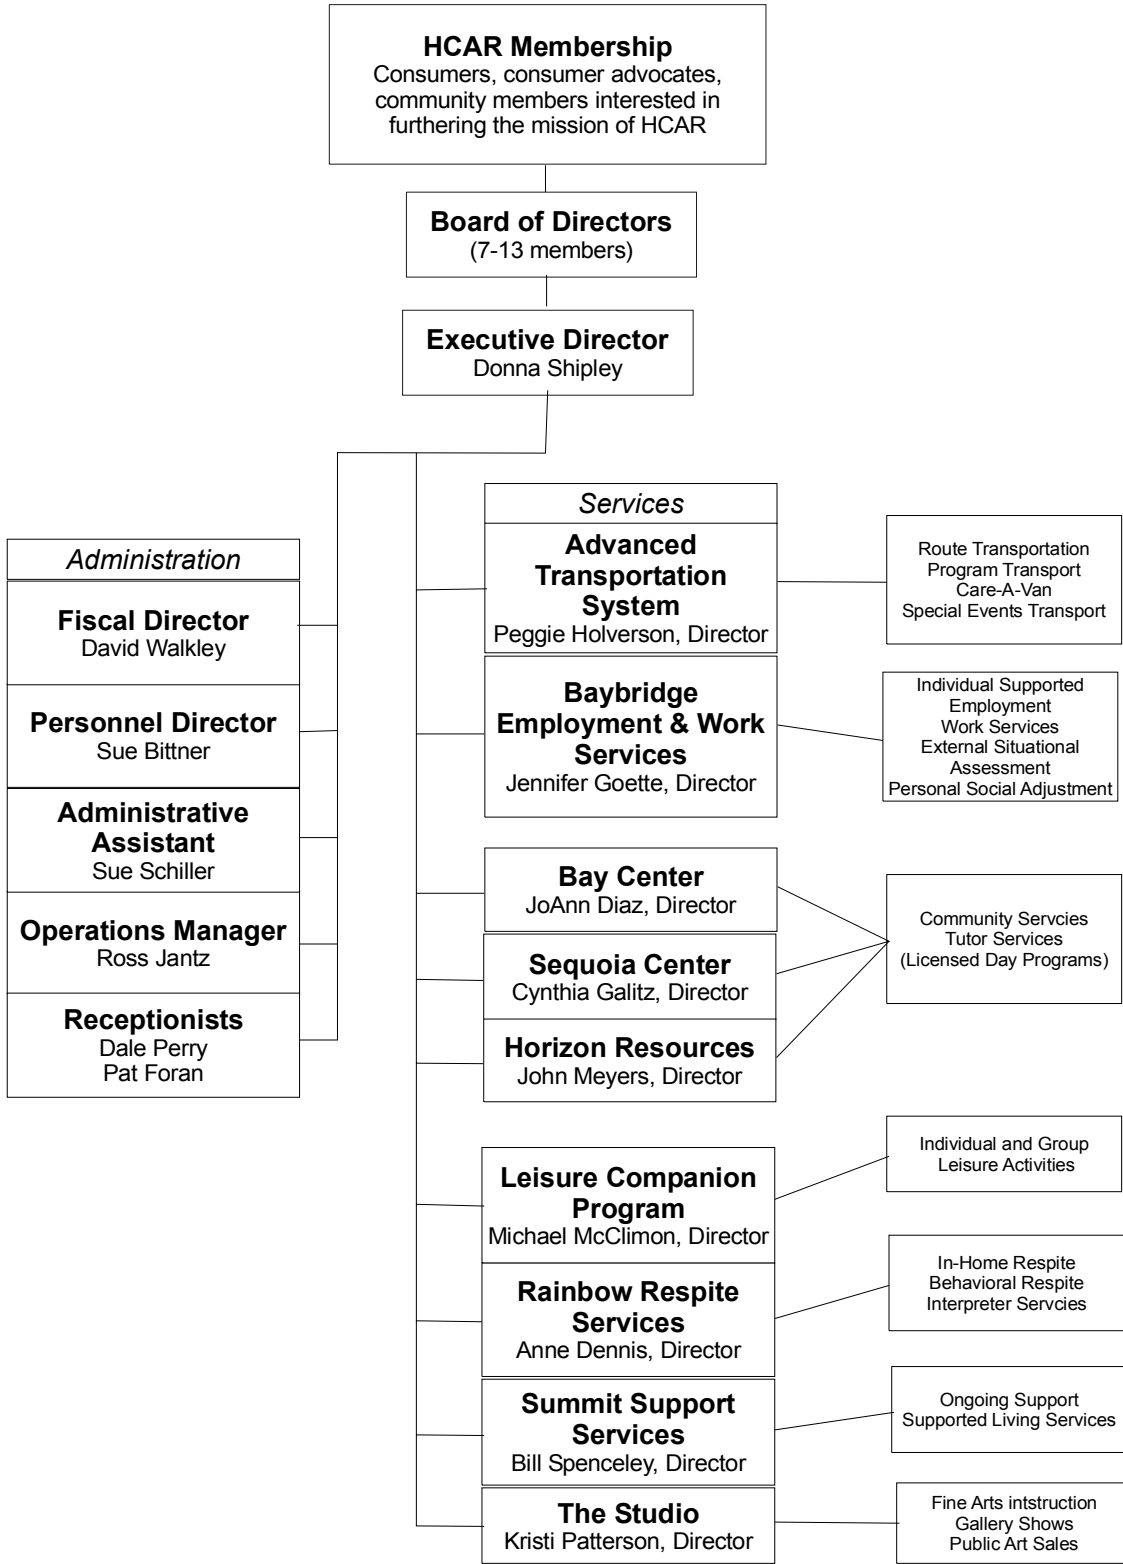 HCAR Membership
Consumers, consumer advocates,
community members interested in
furthering the mission of HCAR
Board of Directors
(7-13 members)
Executive Director
Donna Shipley
Administration
Fiscal Director
David Walkley
Personnel Director
Sue Bittner
Administrative
Assistant
Sue Schiller
Operations Manager
Ross Jantz
Receptionists
Dale Perry
Pat Foran
Services
Advanced
Transportation
System
Peggie Holverson, Director
Baybridge
Employment & Work
Services
Jennifer Goette, Director
Bay Center
JoAnn Diaz, Director
Sequoia Center
Cynthia Galitz, Director
Horizon Resources
John Meyers, Director
Leisure Companion
Program
Michael McClimon, Director
Rainbow Respite
Services
Anne Dennis, Director
Summit Support
Services
Bill Spenceley, Director
The Studio
Kristi Patterson, Director
Route Transportation
Program Transport
Care-A-Van
Special Events Transport
Individual Supported
Employment
Work Services
External Situational
Assessment
Personal Social Adjustment
Community Servcies
Tutor Services
(Licensed Day Programs)
Individual and Group
Leisure Activities
In-Home Respite
Behavioral Respite
Interpreter Servcies
Ongoing Support
Supported Living Services
Fine Arts intstruction
Gallery Shows
Public Art Sales